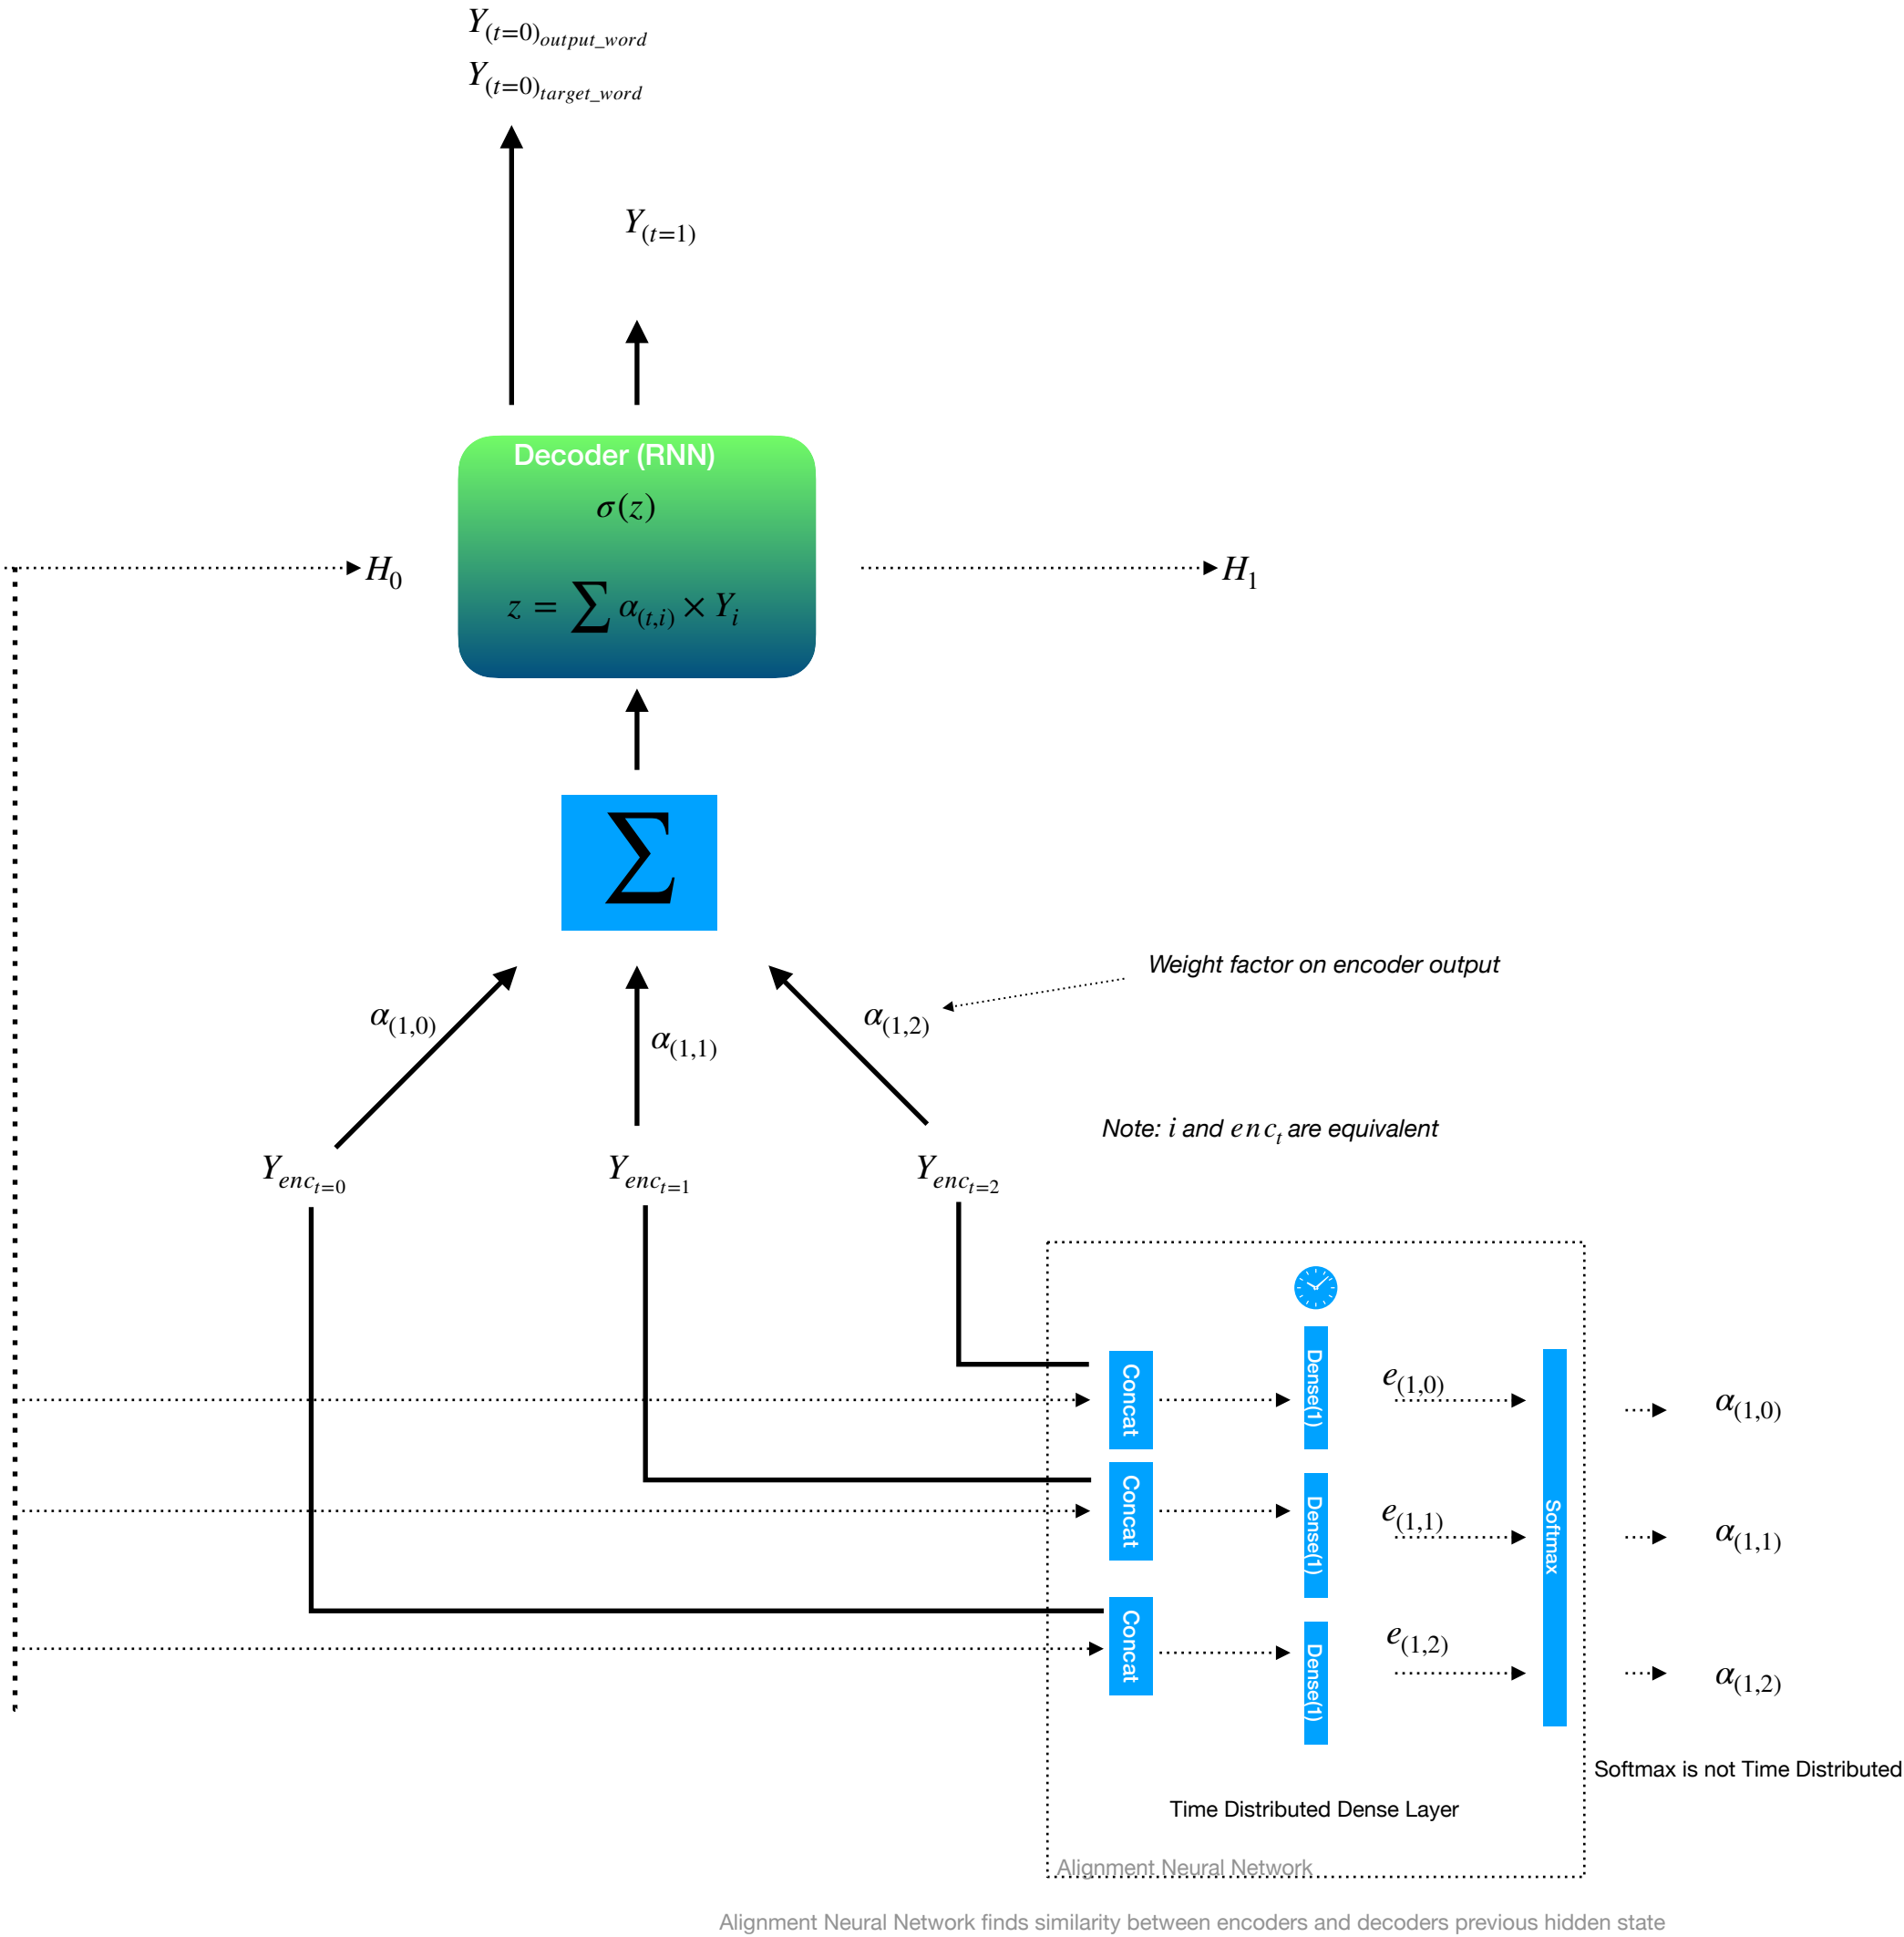 Y(t=0)output_word
Y(t=0)target_word
Y(t=1)
Decoder (RNN)
σ(z)
H0
H1
z = ∑ α(t,i) × Yi
∑
Weight factor on encoder output
α(1,0)
α(1,1)
α(1,2)
Note: i and enct are equivalent
Yenct=0
Yenct=1
Yenct=2
Concat
Dense(1)
e(1,0)
α(1,0)
Concat
Dense(1)
e(1,1)
Softmax
α(1,1)
Concat
Dense(1)
e(1,2)
α(1,2)
Softmax is not Time Distributed
Time Distributed Dense Layer
Alignment Neural Network
Alignment Neural Network finds similarity between encoders and decoders previous hidden state